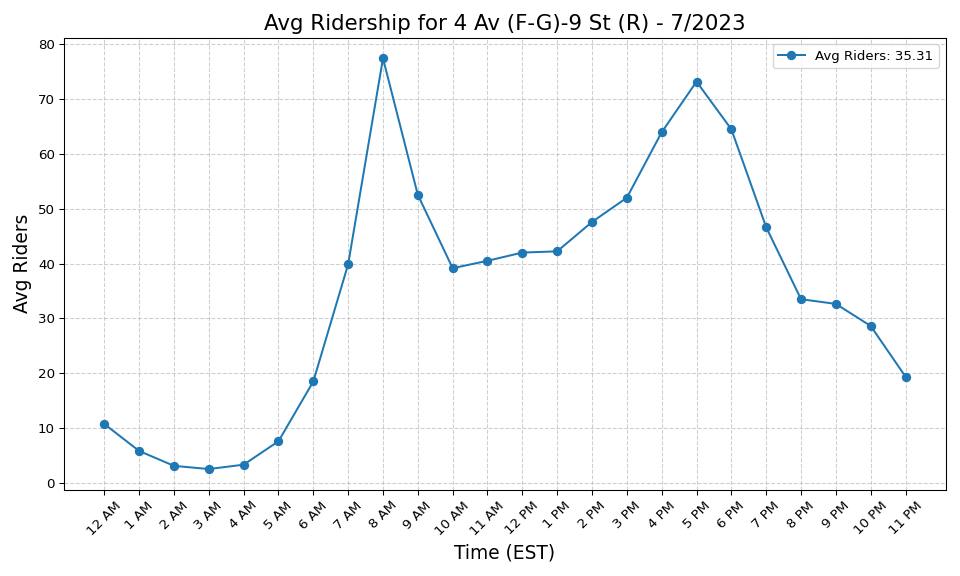 Avg Ridership for 4 Av (F-G)-9 St (R) - 7/2023
Avg Riders: 35.31
Avg Riders
80
70
60
50
40
30
20
10
0
12 AM
1 AM
2 AM
3 AM
4 AM
5 AM
6 AM
7 AM
8 AM
9 AM
10 AM
11 AM
12 PM
1 PM
2 PM
3 PM
4 PM
5 PM
6 PM
7 PM
8 PM
9 PM
10 PM
11 PM
Time (EST)